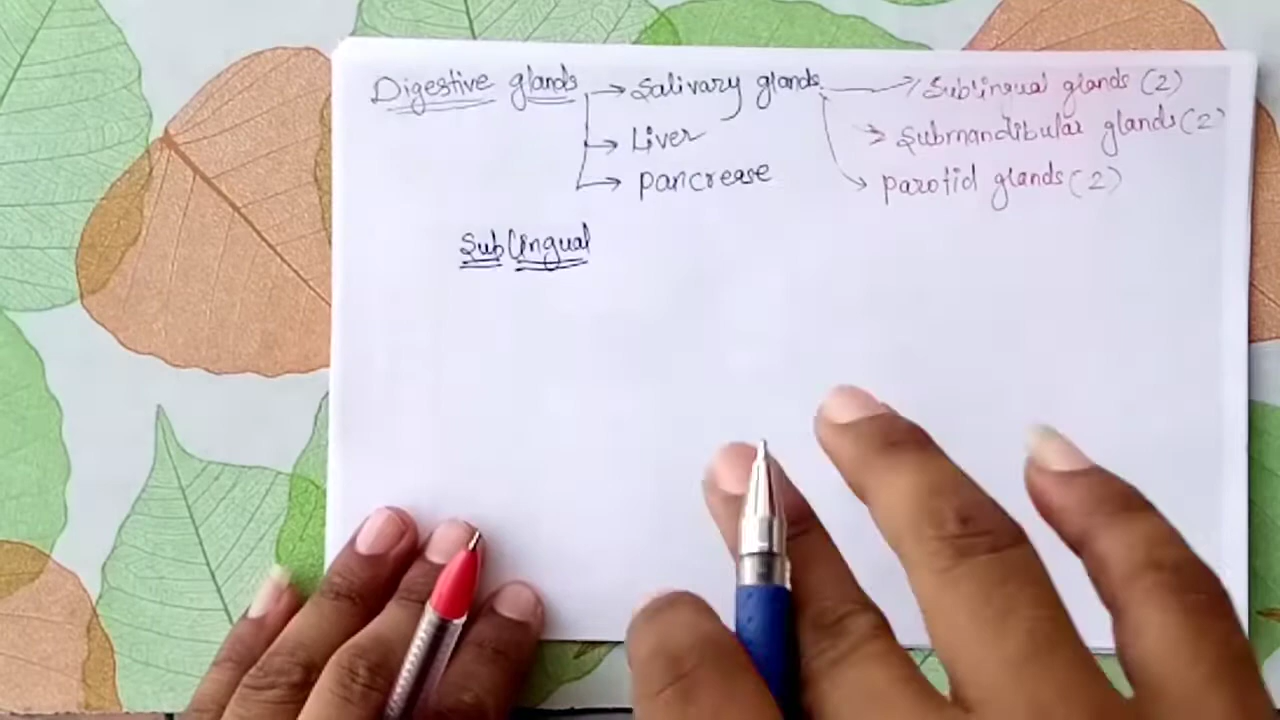 Digestive glands → Salivary glands → Sublingual glands (2)
→ Liver → Submandibular glands (2)
→ pancrease → parotid glands (2)
Sublingual